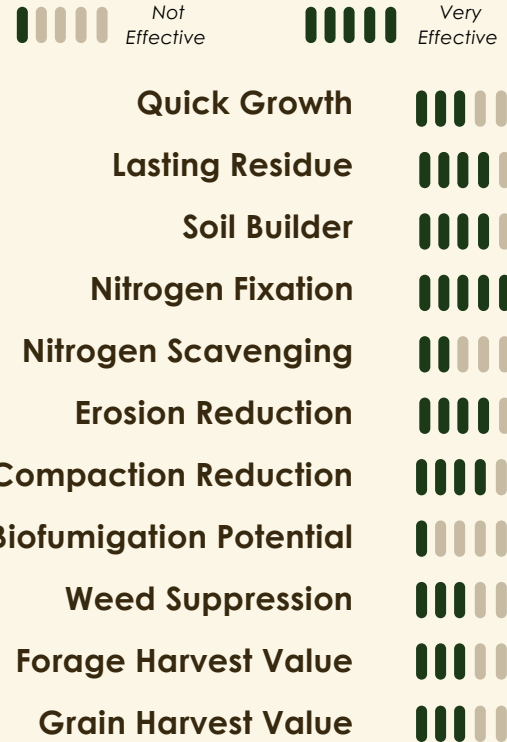 Not
Effective
Very
Effective
Quick Growth
Lasting Residue
Soil Builder
Nitrogen Fixation
Nitrogen Scavenging
Erosion Reduction
Compaction Reduction
Biofumigation Potential
Weed Suppression
Forage Harvest Value
Grain Harvest Value